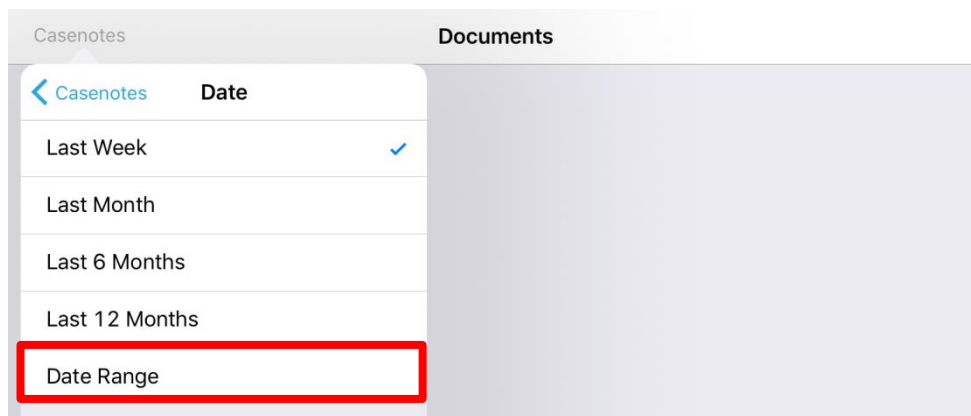 Casenotes Documents
Casenotes Date
Last Week
Last Month
Last 6 Months
Last 12 Months
Date Range